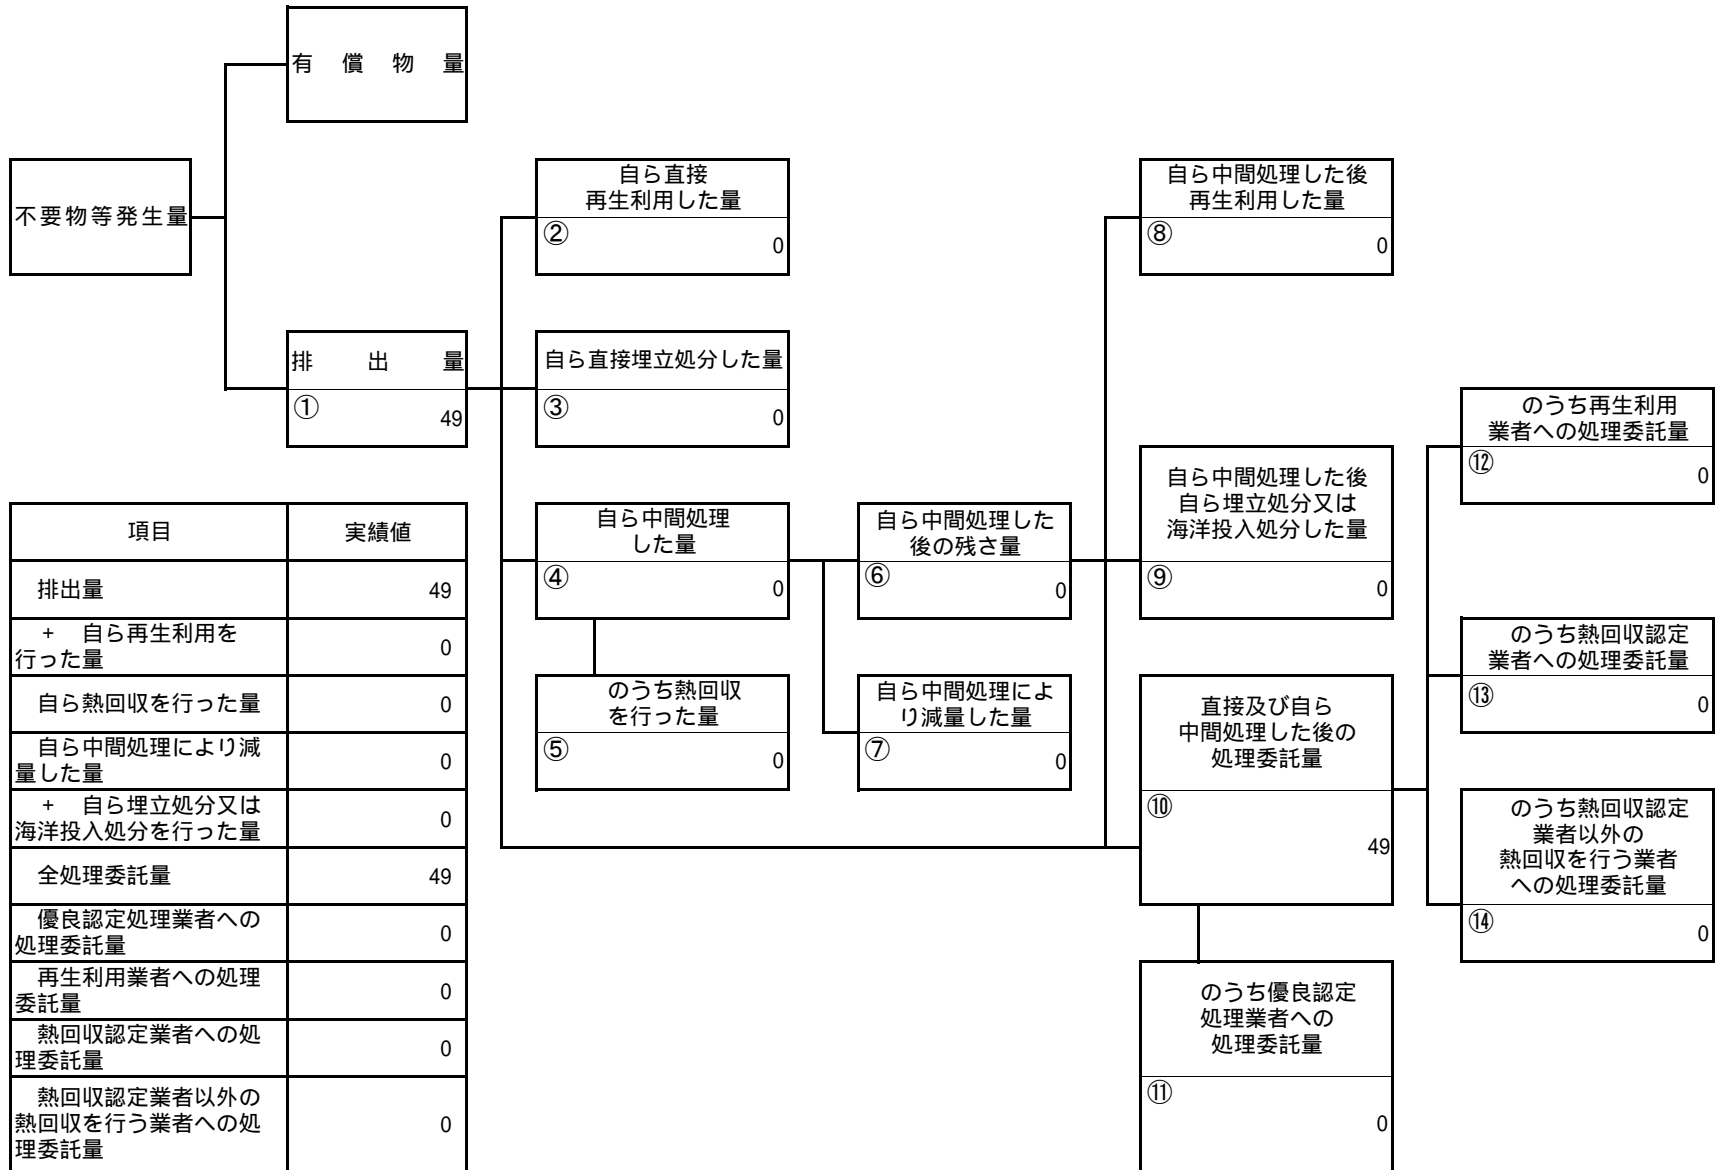 有 償 物 量
不要物等発生量
排 出 量
①
49
自ら直接
再生利用した量
②
0
自ら直接埋立処分した量
③
0
自ら中間処理
した量
④
0
のうち熱回収
を行った量
⑤
0
自ら中間処理した
後の残さ量
⑥
0
自ら中間処理によ
り減量した量
⑦
0
自ら中間処理した後
再生利用した量
⑧
0
自ら中間処理した後
自ら埋立処分又は
海洋投入処分した量
⑨
0
直接及び自ら
中間処理した後の
処理委託量
⑩
49
のうち優良認定
処理業者への
処理委託量
⑪
0
のうち再生利用
業者への処理委託量
⑫
0
のうち熱回収認定
業者への処理委託量
⑬
0
のうち熱回収認定
業者以外の
熱回収を行う業者
への処理委託量
⑭
0
項目 実績値
排出量 49
+ 自ら再生利用を
行った量 0
自ら熱回収を行った量 0
自ら中間処理により減
量した量 0
+ 自ら埋立処分又は
海洋投入処分を行った量 0
全処理委託量 49
優良認定処理業者への
処理委託量 0
再生利用業者への処理
委託量 0
熱回収認定業者への処
理委託量 0
熱回収認定業者以外の
熱回収を行う業者への処
理委託量 0